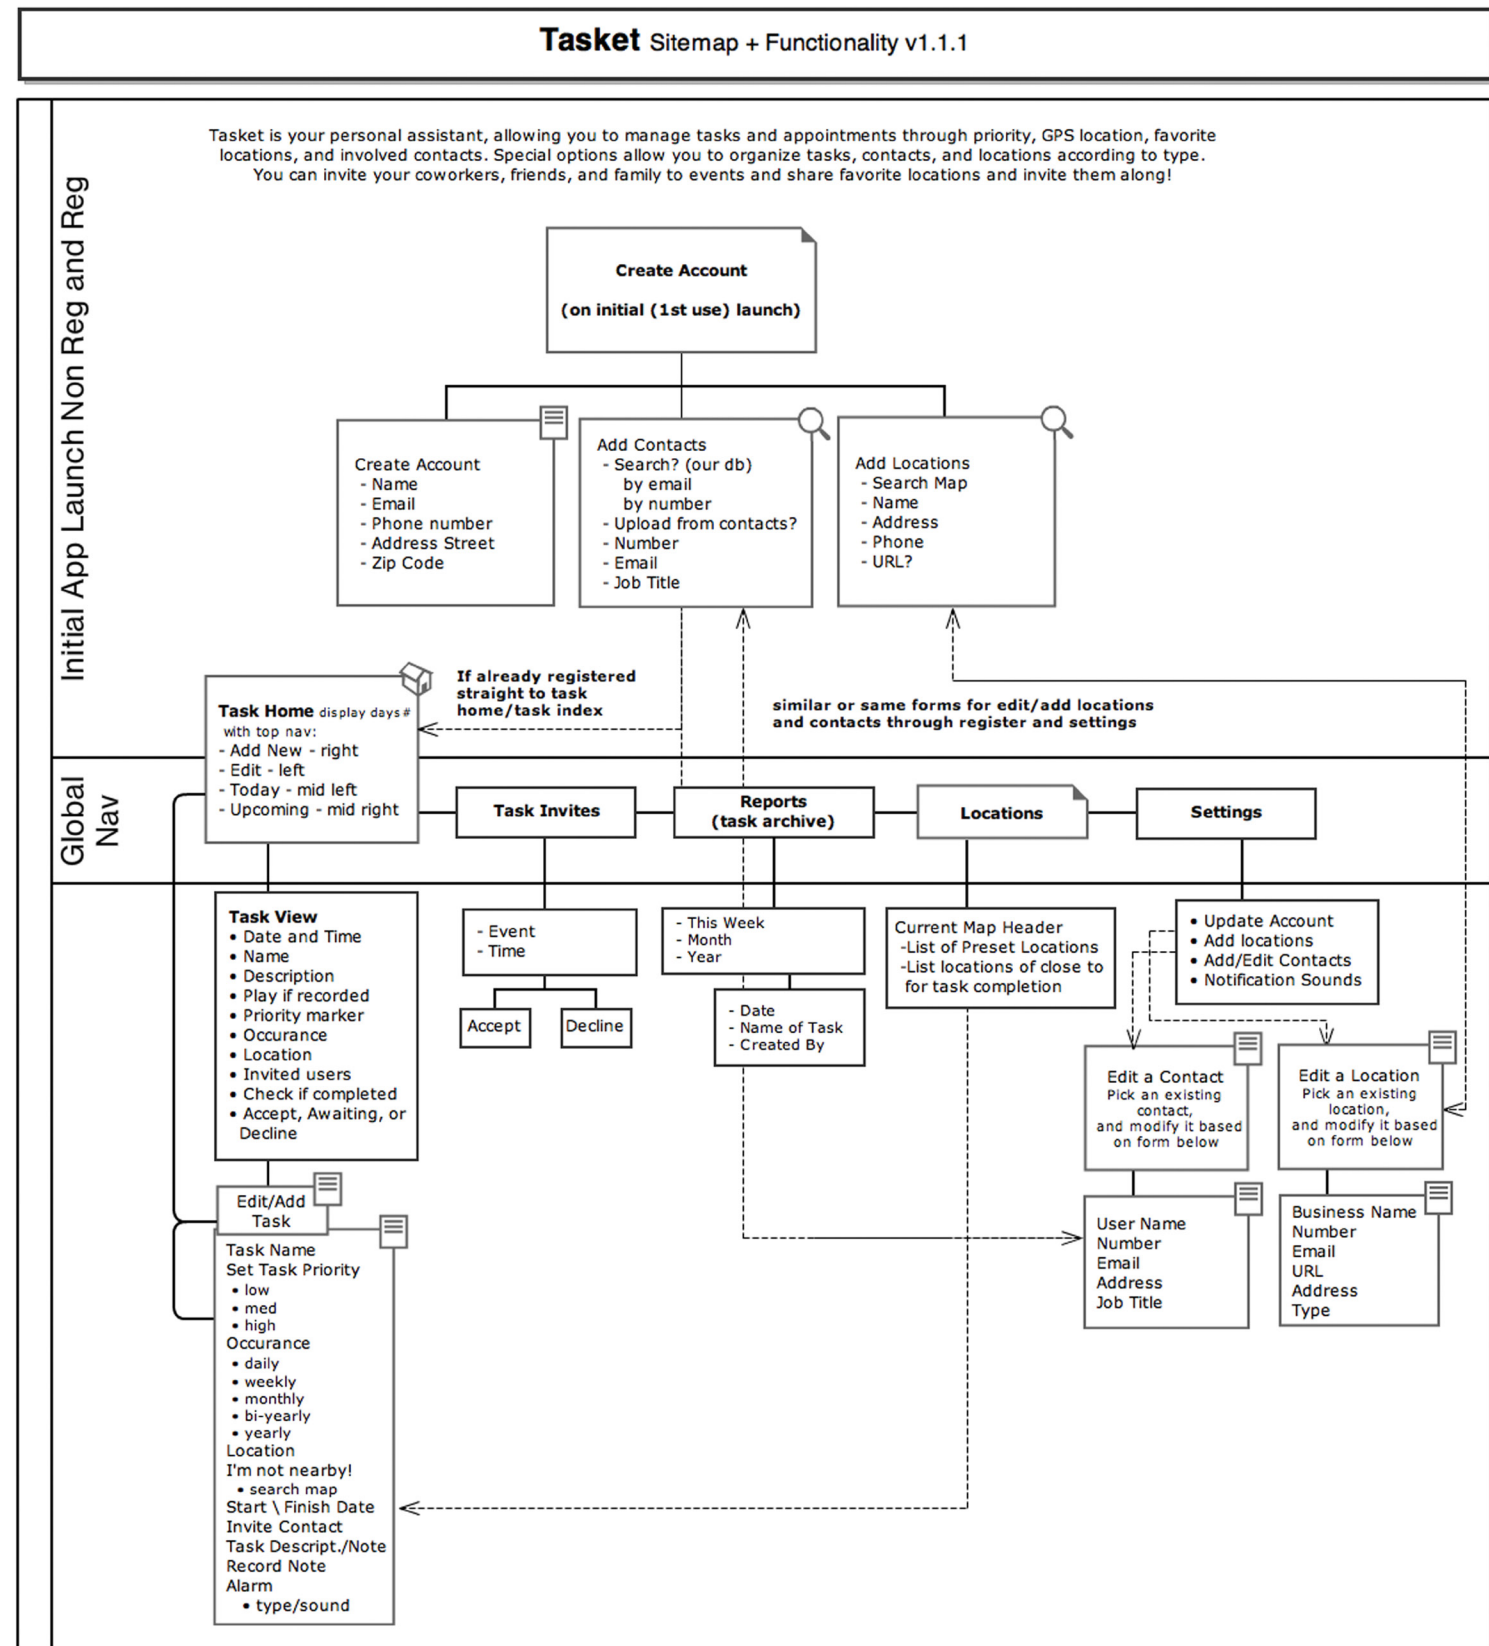 Tasket Sitemap + Functionality v1.1.1
Initial App Launch Non Reg and Reg
Tasket is your personal assistant, allowing you to manage tasks and appointments through priority, GPS location, favorite
locations, and involved contacts. Special options allow you to organize tasks, contacts, and locations according to type.
You can invite your coworkers, friends, and family to events and share favorite locations and invite them along!
Create Account
(on initial (1st use) launch)
Create Account
- Name
- Email
- Phone number
- Address Street
- Zip Code
Add Contacts
- Search? (our db)
by email
by number
- Upload from contacts?
- Number
- Email
- Job Title
Add Locations
- Search Map
- Name
- Address
- Phone
- URL?
If already registered
straight to task
home/task index
similar or same forms for edit/add locations
and contacts through register and settings
Global
Nav
Task Home display days#
with top nav:
- Add New - right
- Edit - left
- Today - mid left
- Upcoming - mid right
Task Invites
Reports
(task archive)
Locations
Settings
Task View
• Date and Time
• Name
• Description
• Play if recorded
• Priority marker
• Occurance
• Location
• Invited users
• Check if completed
• Accept, Awaiting, or
Decline
- Event
- Time
Accept
Decline
- This Week
- Month
- Year
- Date
- Name of Task
- Created By
Current Map Header
-List of Preset Locations
-List locations of close to
for task completion
• Update Account
• Add locations
• Add/Edit Contacts
• Notification Sounds
Edit a Contact
Pick an existing
contact,
and modify it based
on form below
Edit a Location
Pick an existing
location,
and modify it based
on form below
User Name
Number
Email
Address
Job Title
Business Name
Number
Email
URL
Address
Type
Edit/Add
Task
Task Name
Set Task Priority
• low
• med
• high
Occurance
• daily
• weekly
• monthly
• bi-yearly
• yearly
Location
I'm not nearby!
• search map
Start \ Finish Date
Invite Contact
Task Descript./Note
Record Note
Alarm
• type/sound